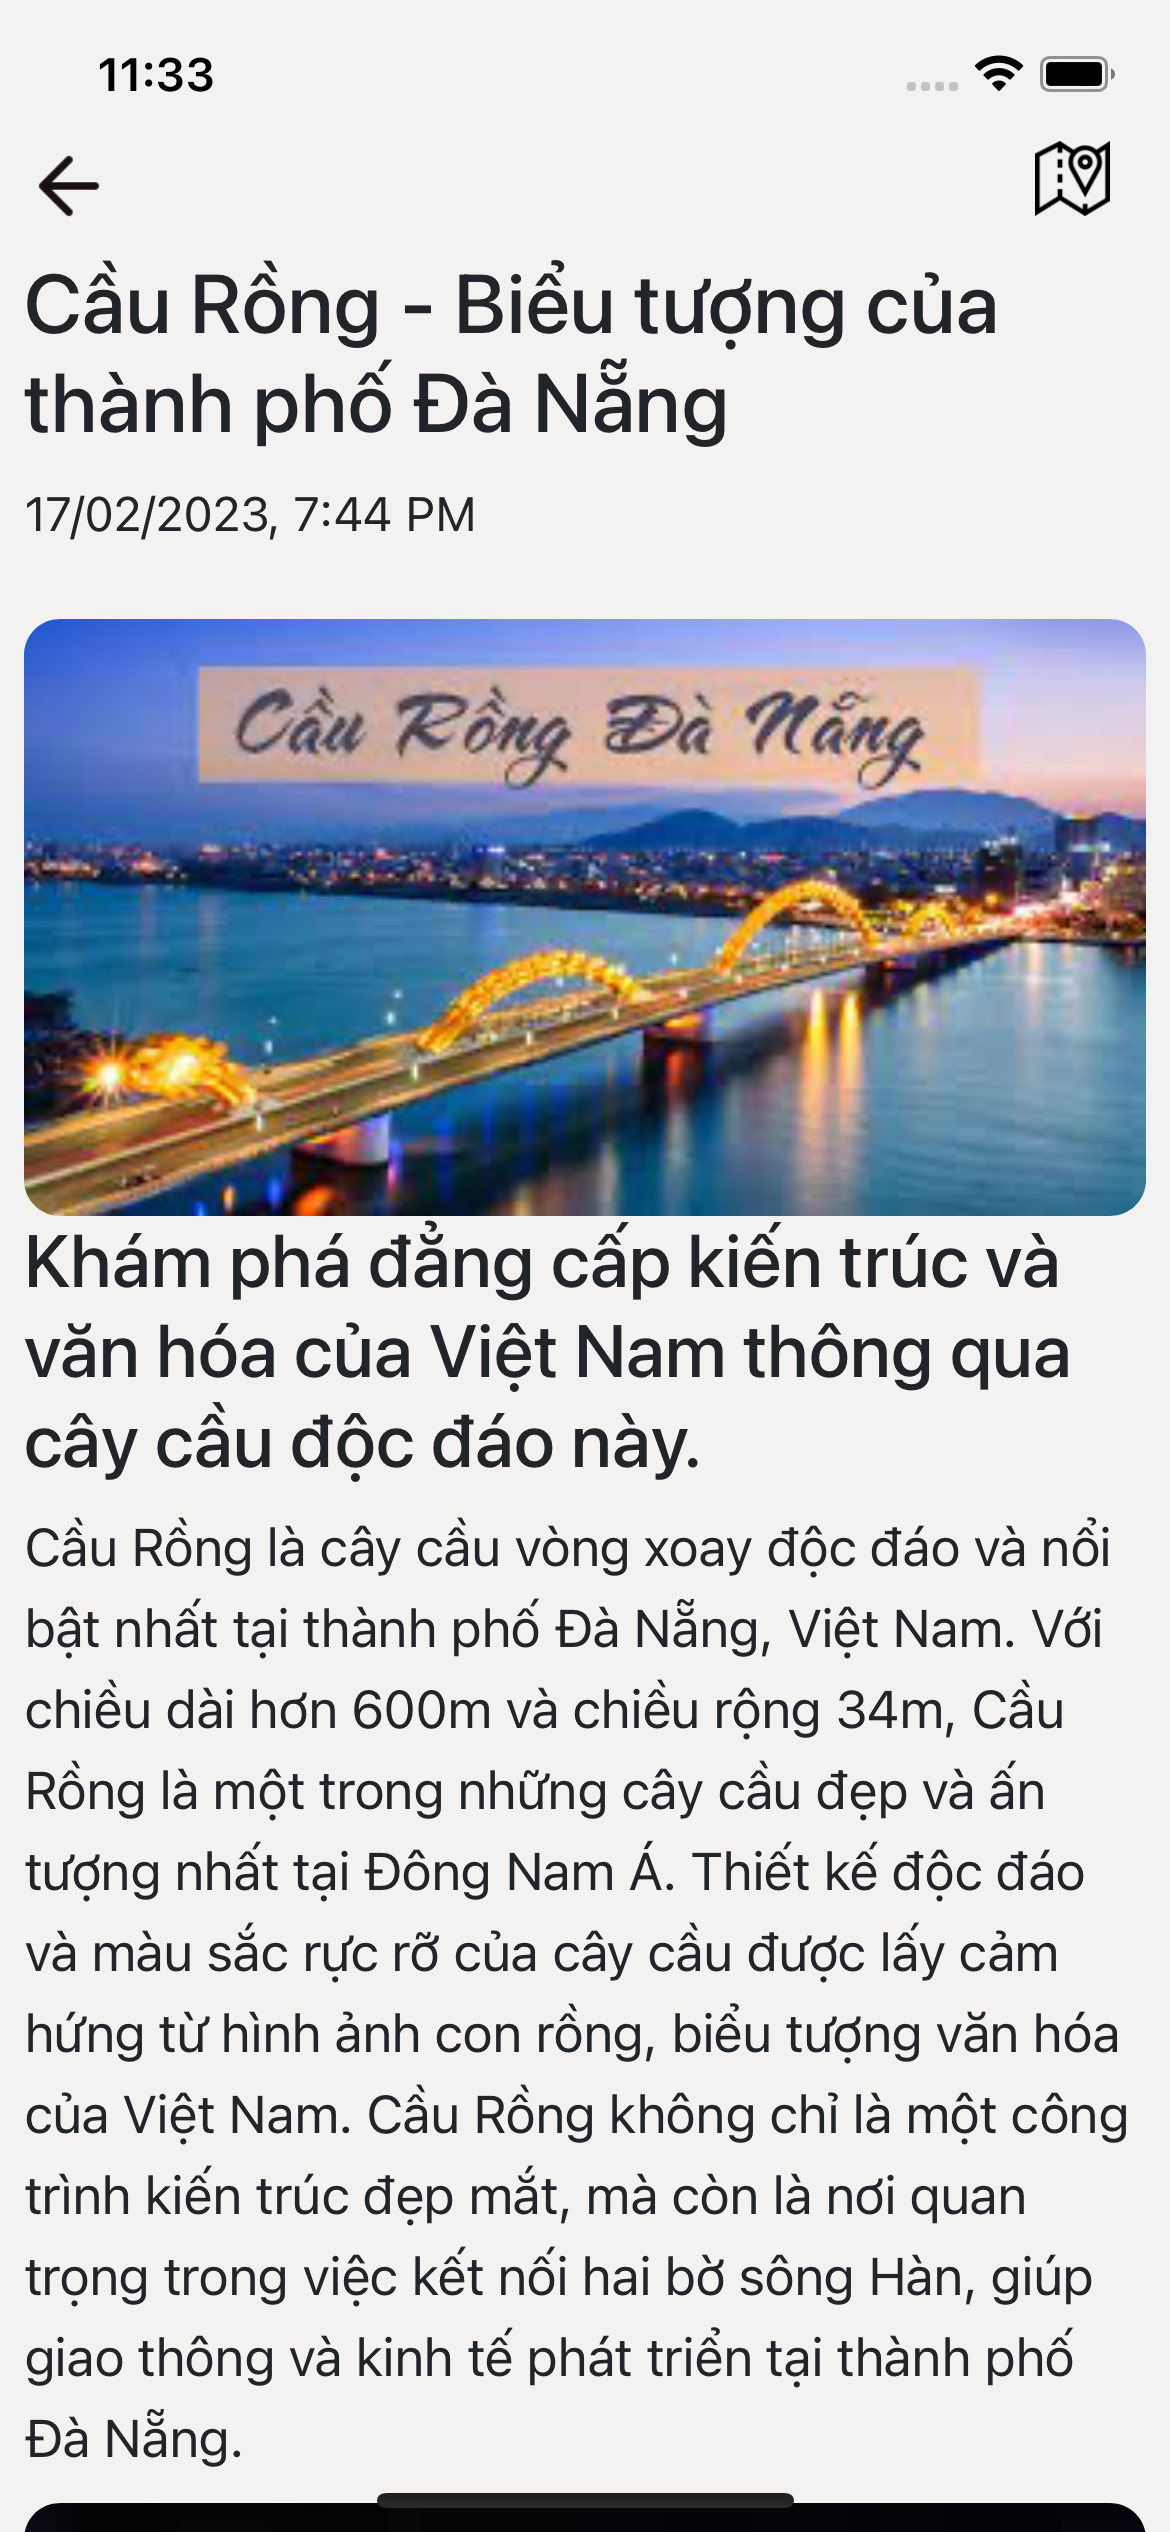 11:33
Cầu Rồng - Biểu tượng của
thành phố Đà Nẵng
17/02/2023, 7:44 PM
Cầu Rồng Đà Nẵng
Khám phá đẳng cấp kiến trúc và
văn hóa của Việt Nam thông qua
cây cầu độc đáo này.
Cầu Rồng là cây cầu vòng xoay độc đáo và nổi
bật nhất tại thành phố Đà Nẵng, Việt Nam. Với
chiều dài hơn 600m và chiều rộng 34m, Cầu
Rồng là một trong những cây cầu đẹp và ấn
tượng nhất tại Đông Nam Á. Thiết kế độc đáo
và màu sắc rực rỡ của cây cầu được lấy cảm
hứng từ hình ảnh con rồng, biểu tượng văn hóa
của Việt Nam. Cầu Rồng không chỉ là một công
trình kiến trúc đẹp mắt, mà còn là nơi quan
trọng trong việc kết nối hai bờ sông Hàn, giúp
giao thông và kinh tế phát triển tại thành phố
Đà Nẵng.